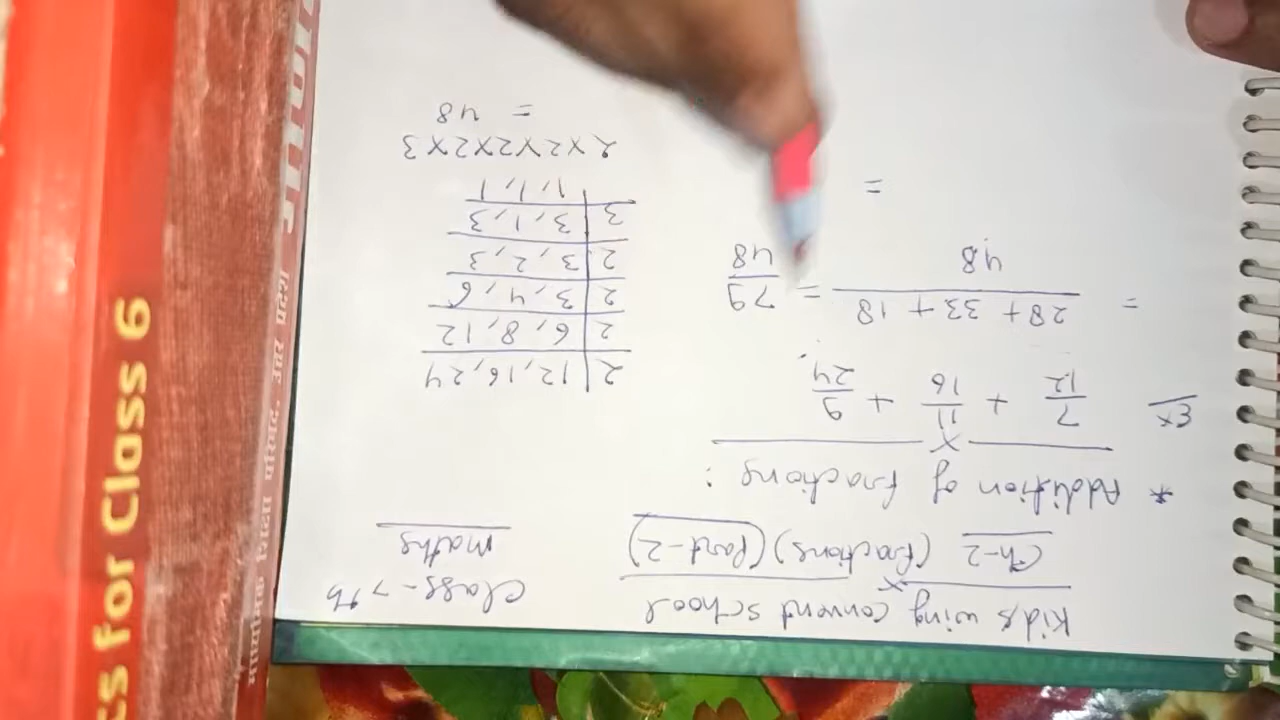 Kids wing convent school
Class - 7th
Ch-2 (fractions) (Part-2)
maths
* Addition of fractions :
Ex 7/12 + 11/16 + 9/24
= 28 + 33 + 18 / 48 = 79/48
=
2 | 12, 16, 24
2 | 6, 8, 12
2 | 3, 4, 6
2 | 3, 2, 3
3 | 3, 1, 3
1, 1, 1
2 x 2 x 2 x 2 x 3
= 48
cs for Class 6